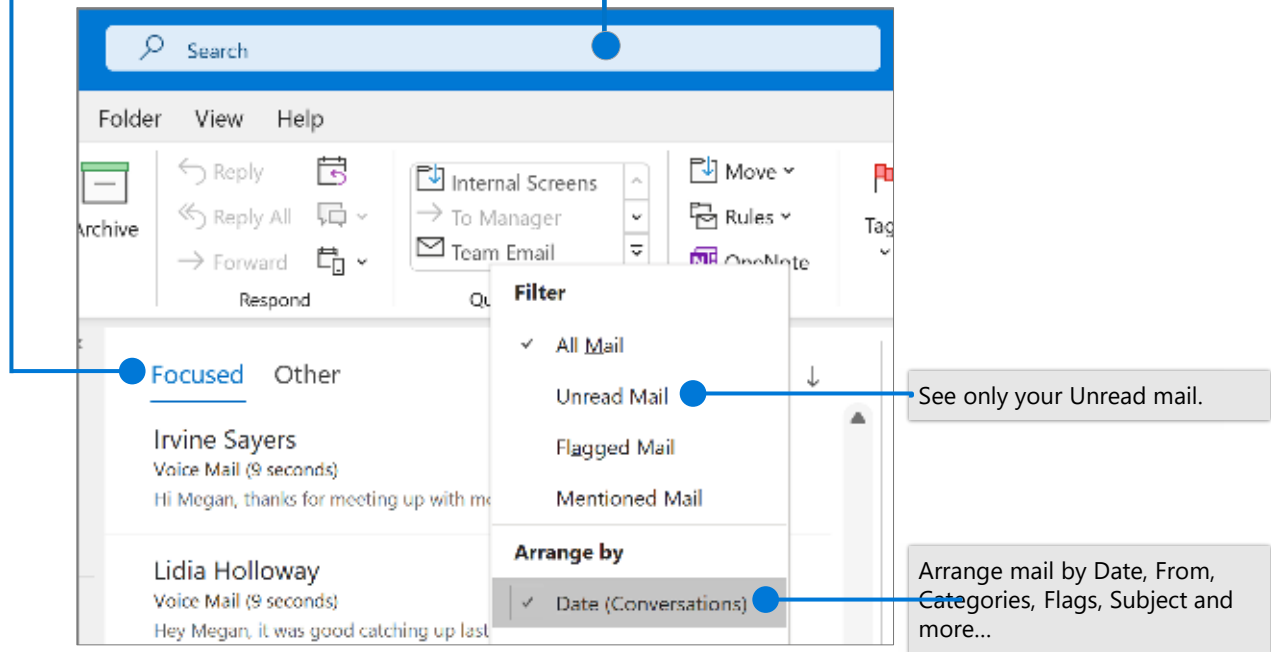 Search
Folder View Help
Archive
Reply
Reply All
Forward
Respond
Internal Screens
To Manager
Team Email
Move
Rules
OneNote
Filter
All Mail
Unread Mail
Flagged Mail
Mentioned Mail
Arrange by
Date (Conversations)
Focused Other
Irvine Sayers
Voice Mail (9 seconds)
Hi Megan, thanks for meeting up with
Lidia Holloway
Voice Mail (9 seconds)
Hey Megan, it was good catching up last
See only your Unread mail.
Arrange mail by Date, From,
Categories, Flags, Subject and
more...